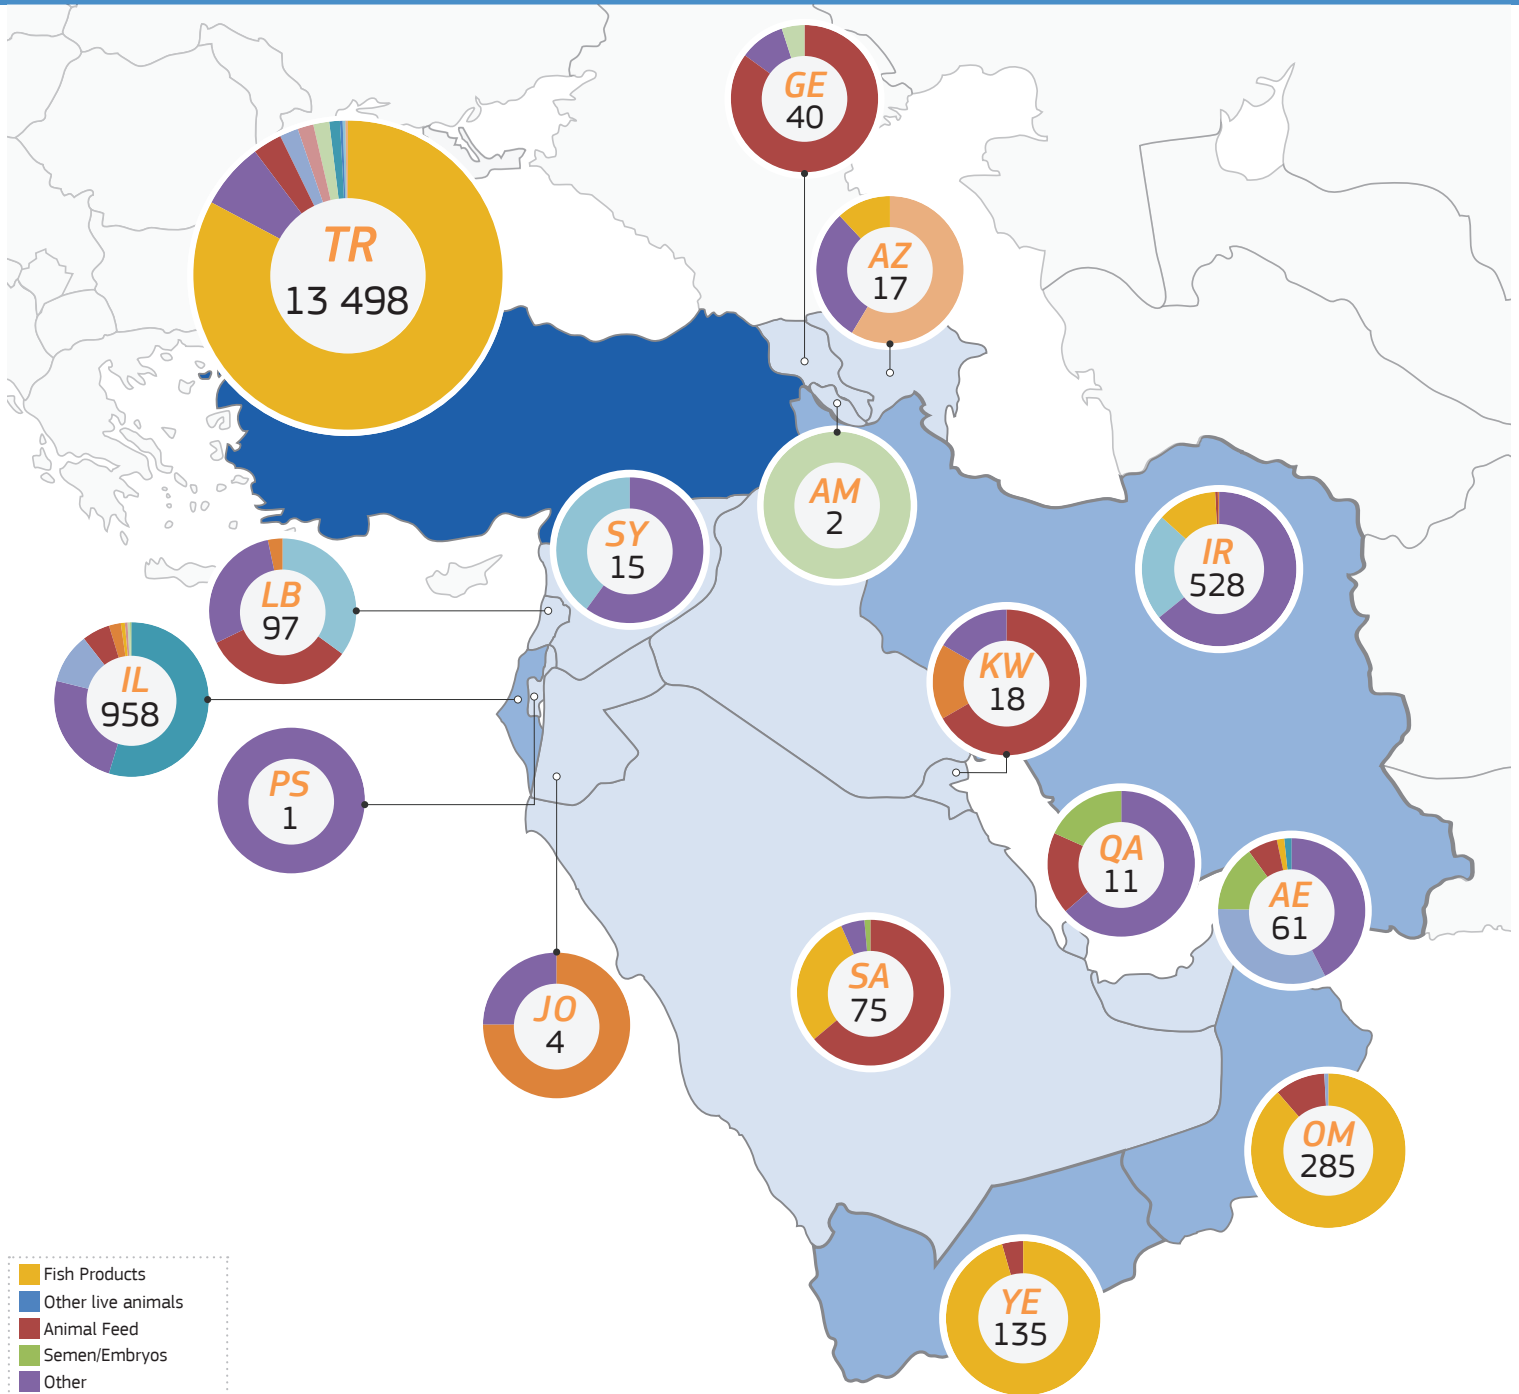 GE
40
TR
13 498
AZ
17
AM
2
SY
15
IR
528
LB
97
IL
958
KW
18
PS
1
QA
11
AE
61
SA
75
JO
4
OM
285
YE
135
Fish Products
Other live animals
Animal Feed
Semen/Embryos
Other